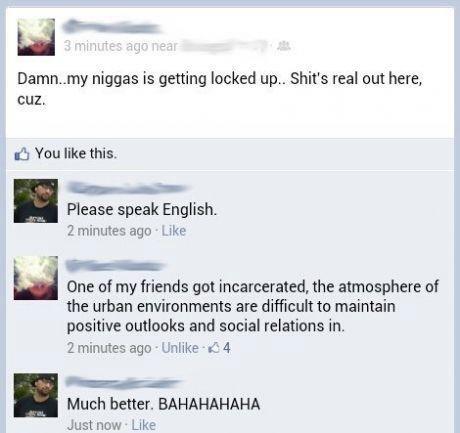 3 minutes ago near
Damn..my niggas is getting locked up.. Shit's real out here,
cuz.
You like this.
Please speak English.
2 minutes ago · Like
One of my friends got incarcerated, the atmosphere of
the urban environments are difficult to maintain
positive outlooks and social relations in.
2 minutes ago · Unlike · 4
Much better. BAHAHAHAHA
Just now · Like